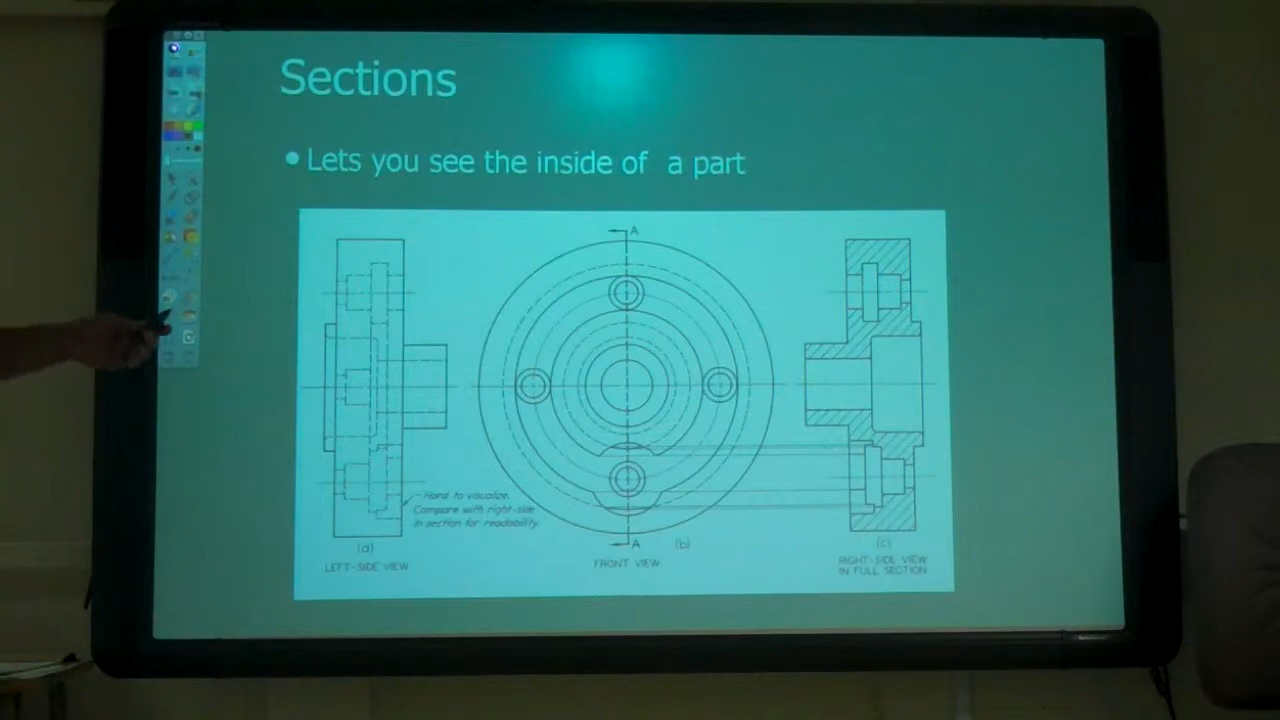 Sections
• Lets you see the inside of a part
A
Hard to visualize.
Compare with right-side
in section for readability.
A
(a)
(b)
(c)
LEFT-SIDE VIEW
FRONT VIEW
RIGHT-SIDE VIEW
IN FULL SECTION